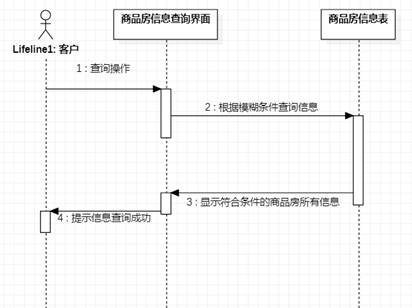 商品房信息查询界面
商品房信息表
Lifeline1: 客户
1 : 查询操作
2 : 根据模糊条件查询信息
3 : 显示符合条件的商品房所有信息
4 : 提示信息查询成功